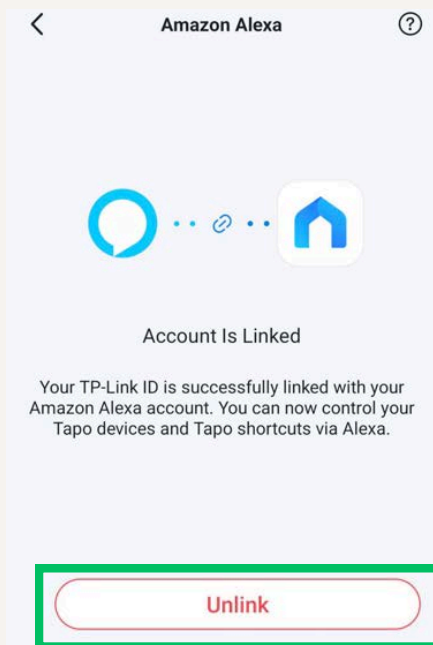 Amazon Alexa
?
Account Is Linked
Your TP-Link ID is successfully linked with your
Amazon Alexa account. You can now control your
Tapo devices and Tapo shortcuts via Alexa.
Unlink